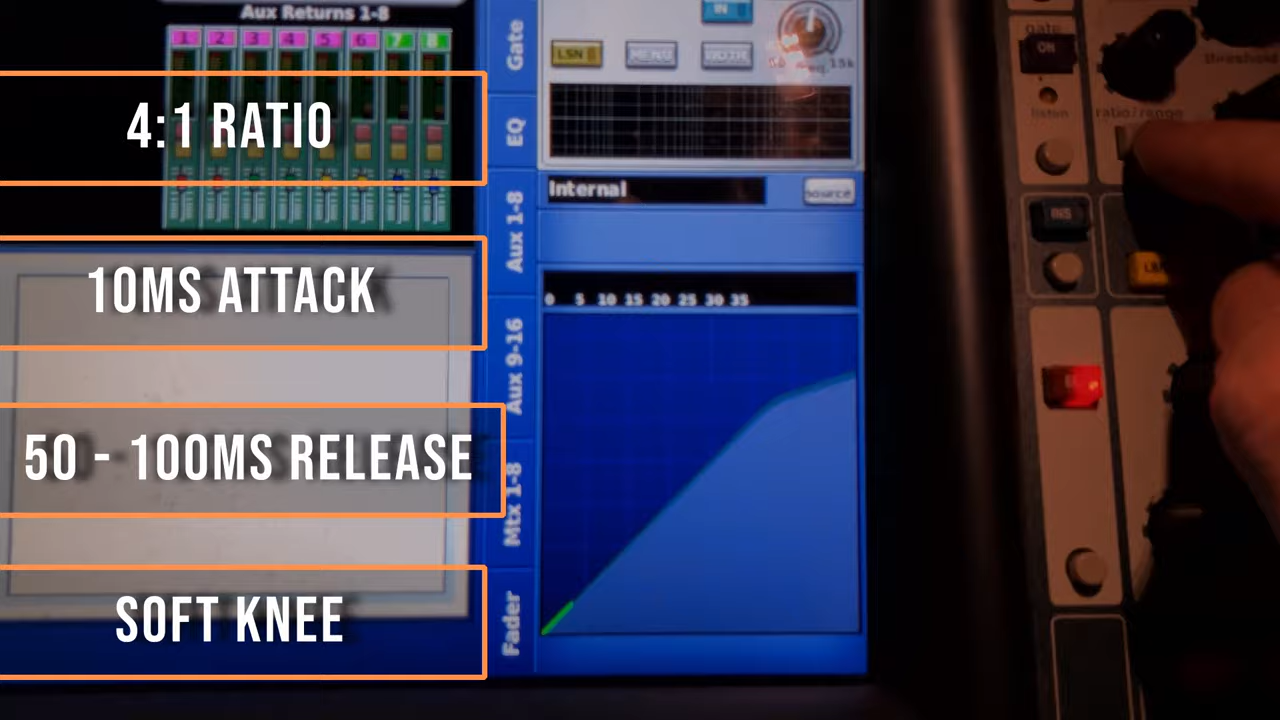 Aux Returns 1-8
1 2 3 4 5 6 7 8
4:1 RATIO
10MS ATTACK
50 - 100MS RELEASE
SOFT KNEE
Gate
EQ
Aux 1-8
Aux 9-16
Mtx 1-8
Fader
IN
LSN
MENU
15k
Internal
source
0 5 10 15 20 25 30 35
gate
ON
listen
threshold
ratio/range
INS